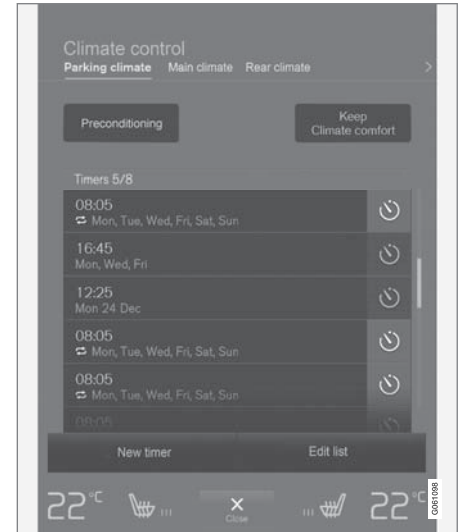 Climate control
Parking climate Main climate Rear climate
Preconditioning
Keep
Climate comfort
Timers 5/8
08:05
Mon, Tue, Wed, Fri, Sat, Sun
16:45
Mon, Wed, Fri
12:25
Mon 24 Dec
08:05
Mon, Tue, Wed, Fri, Sat, Sun
08:05
Mon, Tue, Wed, Fri, Sat, Sun
08:05
New timer Edit list
22°C 22°C
Close
G061098